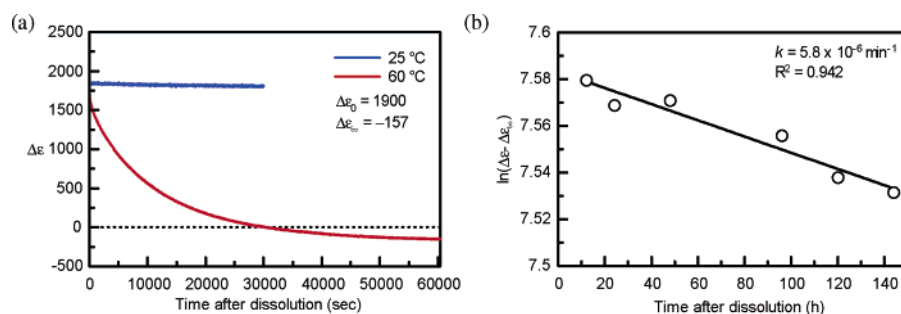 (a)
2500
2000
1500
1000
500
0
-500
Δε
25 °C
60 °C
Δε₀ = 1900
Δε∞ = −157
0 10000 20000 30000 40000 50000 60000
Time after dissolution (sec)
(b)
7.6
7.58
7.56
7.54
7.52
7.5
ln(Δε-Δε∞)
k = 5.8 x 10⁻⁶ min⁻¹
R² = 0.942
0 20 40 60 80 100 120 140
Time after dissolution (h)